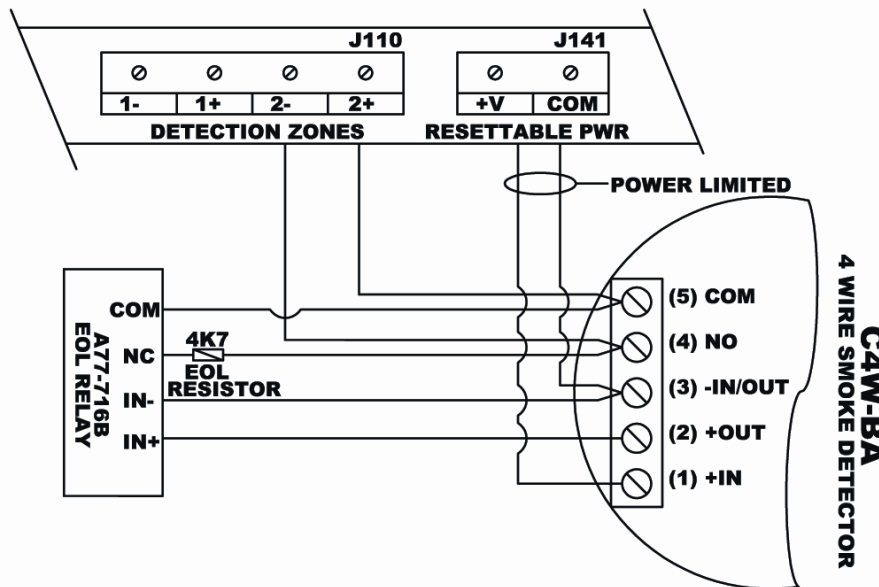 J110
J141
1- 1+ 2- 2+
+V COM
DETECTION ZONES
RESETTABLE PWR
POWER LIMITED
COM
NC
IN-
IN+
A77-716B
EOL RELAY
4K7
EOL
RESISTOR
(5) COM
(4) NO
(3) -IN/OUT
(2) +OUT
(1) +IN
C4W-BA
4 WIRE SMOKE DETECTOR